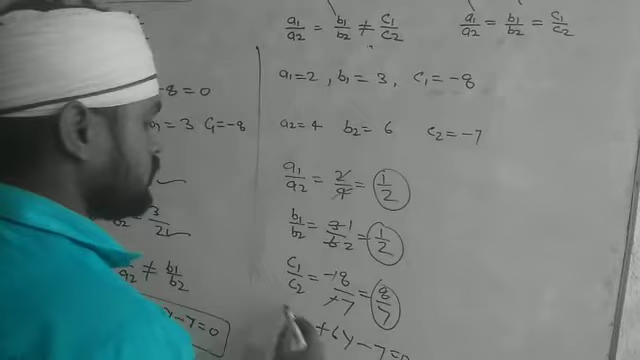 a₁/a₂ = b₁/b₂ ≠ c₁/c₂
a₁/a₂ = b₁/b₂ = c₁/c₂
-8 = 0
= 3 C₁ = -8
3/21
a₂ ≠ b₁/b₂
y - 7 = 0
a₁ = 2, b₁ = 3, c₁ = -8
a₂ = 4 b₂ = 6 c₂ = -7
a₁/a₂ = 2/4 = 1/2
b₁/b₂ = 3 1/6 2 = 1/2
c₁/c₂ = -8/-7 = 8/7
+6y - 7 = 0